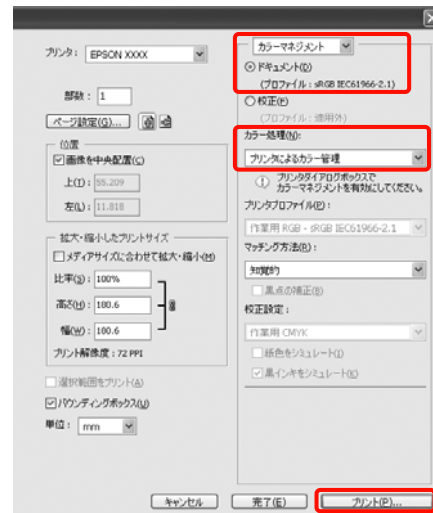 プリンタ: EPSON XXXX
部数: 1
ページ設定(G)...
位置
画像を中央配置(C)
上(T): 55.209
左(L): 11.818
拡大・縮小したプリントサイズ
メディアサイズに合わせて拡大・縮小(M)
比率(S): 100%
高さ(H): 180.6
幅(W): 180.6
プリント解像度: 72 PPI
選択範囲をプリント(A)
バウンディングボックス(U)
単位: mm
カラーマネジメント
ドキュメント(D)
(プロファイル: sRGB IEC61966-2.1)
校正(F)
(プロファイル: 適用外)
カラー処理(N):
プリンタによるカラー管理
プリンタダイアログボックスで
カラーマネジメントを有効にしてください。
プリンタプロファイル(P):
作業用 RGB - sRGB IEC61966-2.1
マッチング方法(R):
知覚的
黒点の補正(B)
校正設定:
作業用 CMYK
紙色をシミュレート(I)
黒インキをシミュレート(K)
キャンセル
完了(E)
プリント(P)...